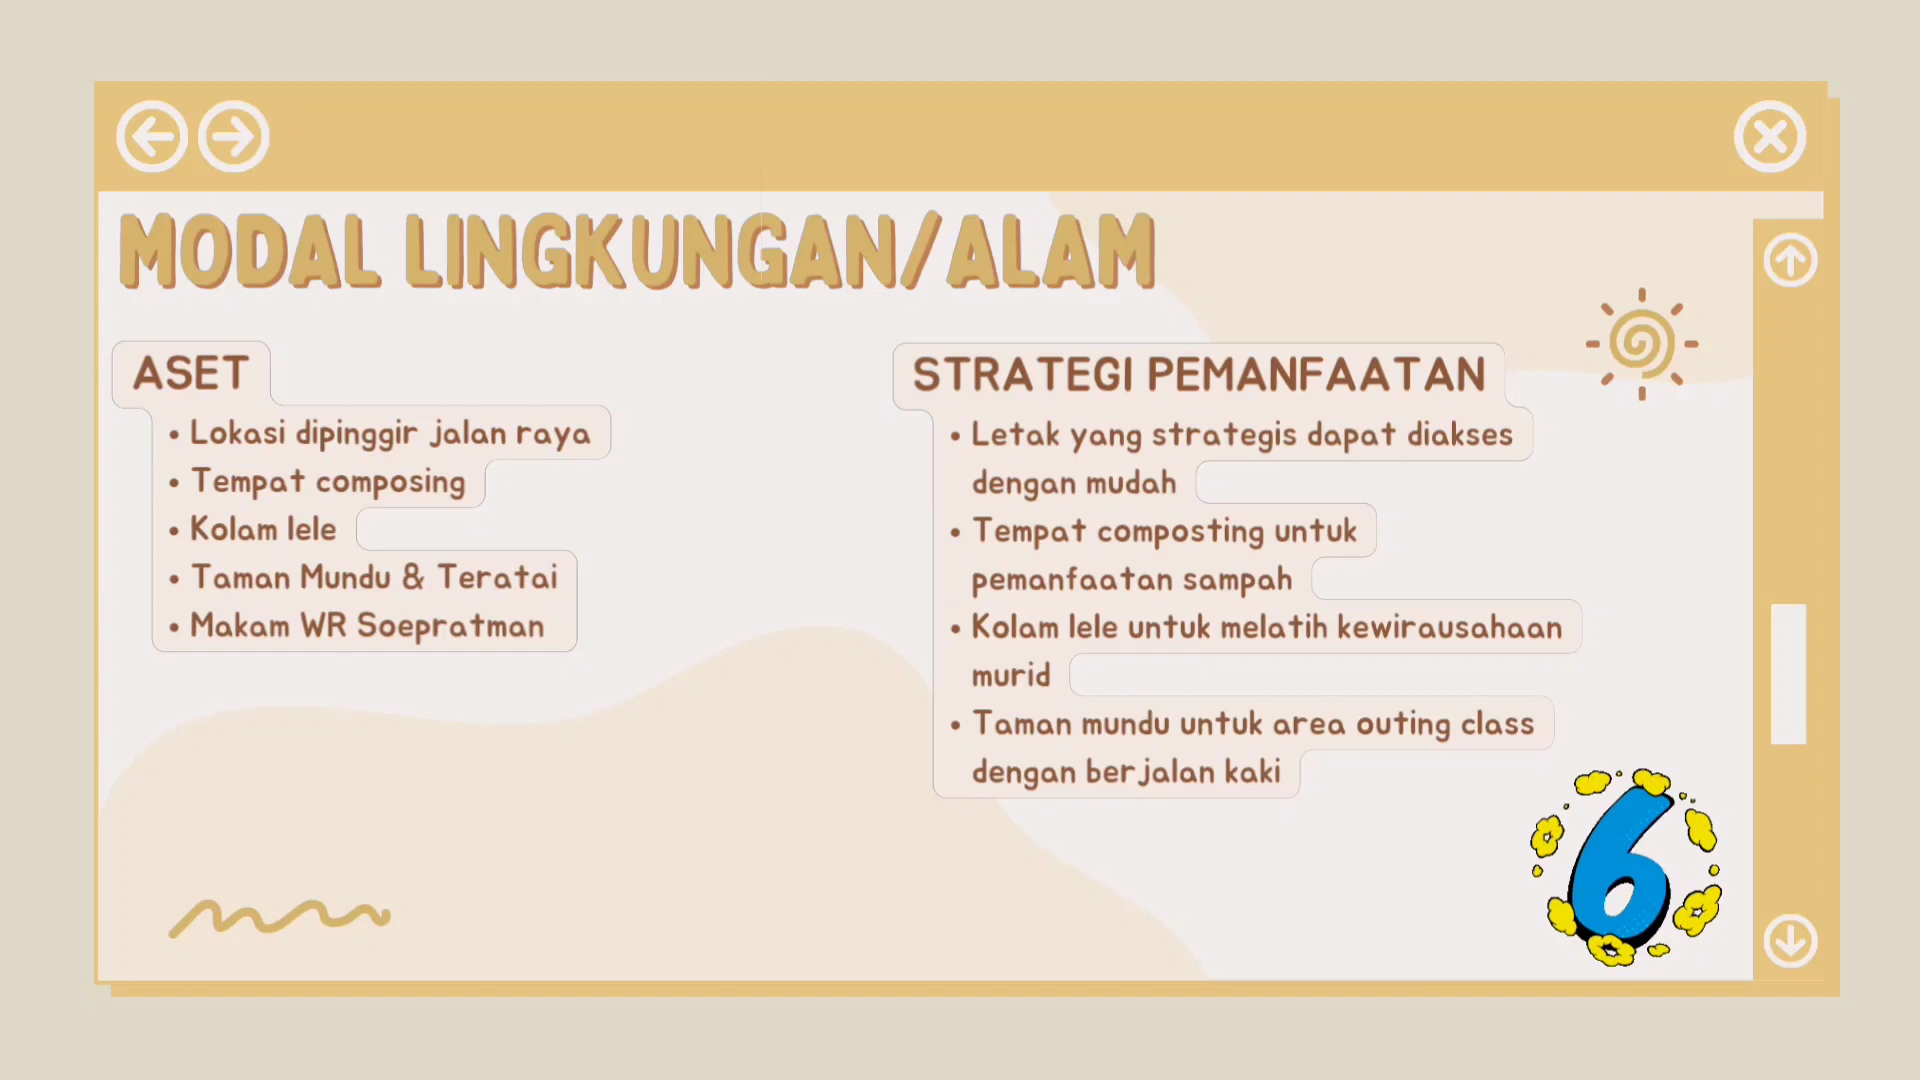 MODAL LINGKUNGAN/ALAM
ASET
• Lokasi dipinggir jalan raya
• Tempat composing
• Kolam lele
• Taman Mundu & Teratai
• Makam WR Soepratman
STRATEGI PEMANFAATAN
• Letak yang strategis dapat diakses
dengan mudah
• Tempat composting untuk
pemanfaatan sampah
• Kolam lele untuk melatih kewirausahaan
murid
• Taman mundu untuk area outing class
dengan berjalan kaki
6